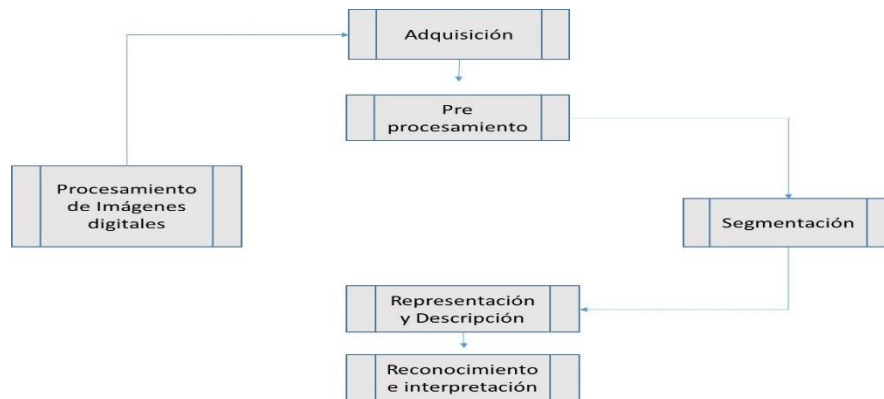 Adquisición
Pre
procesamiento
Procesamiento
de Imágenes
digitales
Segmentación
Representación
y Descripción
Reconocimiento
e interpretación